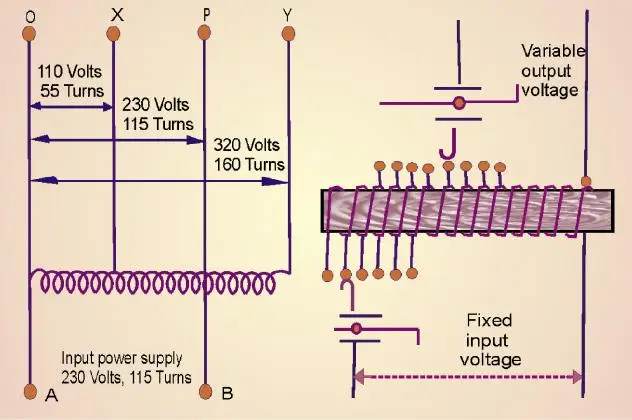 O X P Y
110 Volts
55 Turns
230 Volts
115 Turns
320 Volts
160 Turns
Input power supply
230 Volts, 115 Turns
A B
Variable
output
voltage
Fixed
input
voltage